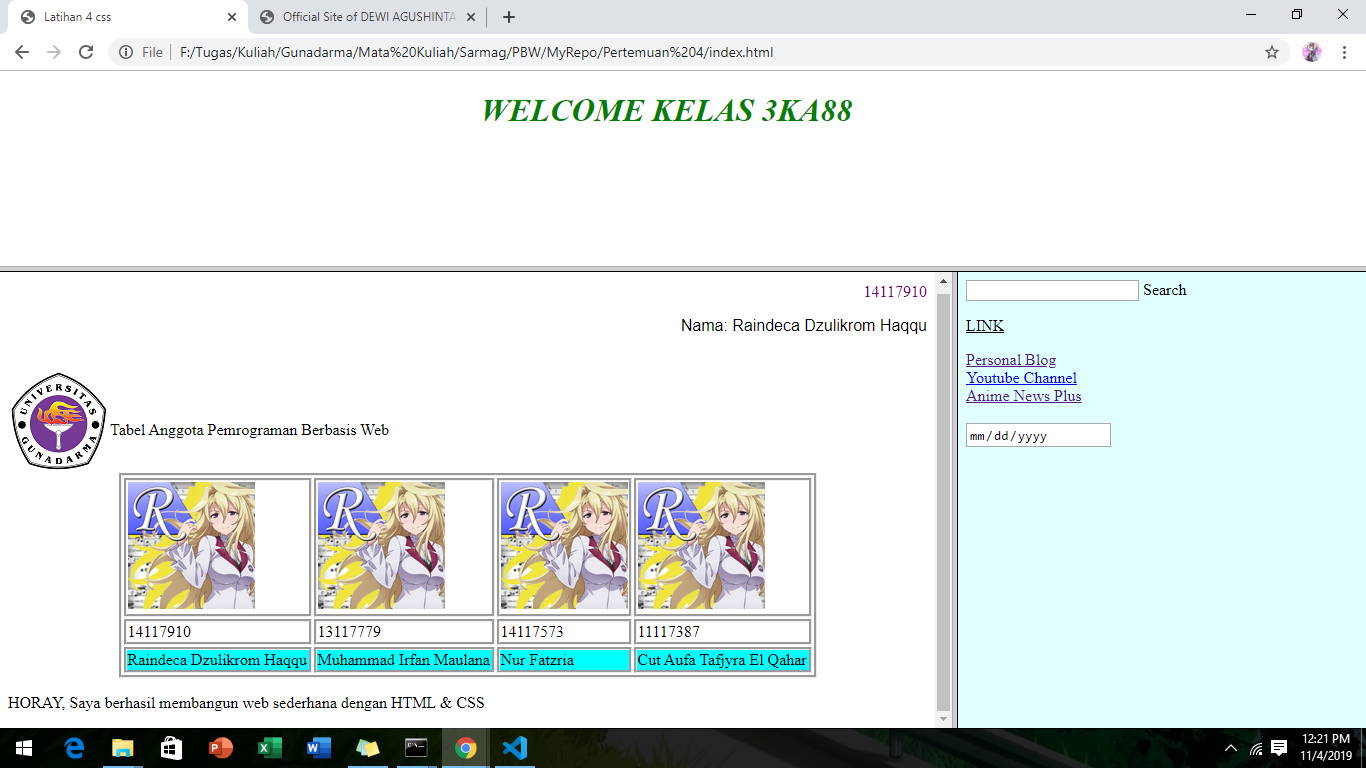 Latihan 4 css
Official Site of DEWI AGUSHINTA
File
F:/Tugas/Kuliah/Gunadarma/Mata%20Kuliah/Sarmag/PBW/MyRepo/Pertemuan%204/index.html
WELCOME KELAS 3KA88
14117910
Nama: Raindeca Dzulikrom Haqqu
UNIVERSITAS
GUNADARMA
Tabel Anggota Pemrograman Berbasis Web
R R R R
14117910 13117779 14117573 11117387
Raindeca Dzulikrom Haqqu Muhammad Irfan Maulana Nur Fatzria Cut Aufa Tafjyra El Qahar
HORAY, Saya berhasil membangun web sederhana dengan HTML & CSS
Search
LINK
Personal Blog
Youtube Channel
Anime News Plus
mm/dd/yyyy
12:21 PM
11/4/2019